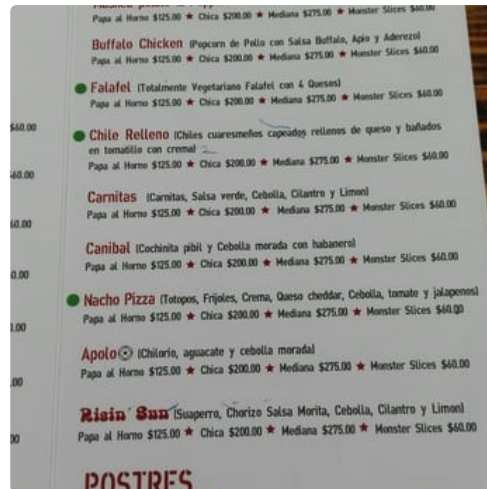 Papa al Horno $125.00 ★ Chica $200.00 ★ Mediana $275.00 ★ Monster Slices $60.00
Buffalo Chicken (Popcorn de Pollo con Salsa Buffalo, Apio y Aderezo)
Papa al Horno $125.00 ★ Chica $200.00 ★ Mediana $275.00 ★ Monster Slices $60.00
Falafel (Totalmente Vegetariano Falafel con 4 Quesos)
Papa al Horno $125.00 ★ Chica $200.00 ★ Mediana $275.00 ★ Monster Slices $60.00
$60.00
Chile Relleno (Chiles cuaresmeños capeados rellenos de queso y bañados
en tomatillo con crema)
Papa al Horno $125.00 ★ Chica $200.00 ★ Mediana $275.00 ★ Monster Slices $60.00
Carnitas (Carnitas, Salsa verde, Cebolla, Cilantro y Limon)
Papa al Horno $125.00 ★ Chica $200.00 ★ Mediana $275.00 ★ Monster Slices $60.00
Canibal (Cochinita pibil y Cebolla morada con habanero)
Papa al Horno $125.00 ★ Chica $200.00 ★ Mediana $275.00 ★ Monster Slices $60.00
Nacho Pizza (Totopos, Frijoles, Crema, Queso cheddar, Cebolla, tomate y jalapenos)
Papa al Horno $125.00 ★ Chica $200.00 ★ Mediana $275.00 ★ Monster Slices $60.00
Apolo (Chilorio, aguacate y cebolla morada)
Papa al Horno $125.00 ★ Chica $200.00 ★ Mediana $275.00 ★ Monster Slices $60.00
Risin' Sun (Suaperro, Chorizo Salsa Morita, Cebolla, Cilantro y Limon)
Papa al Horno $125.00 ★ Chica $200.00 ★ Mediana $275.00 ★ Monster Slices $60.00
POSTRES